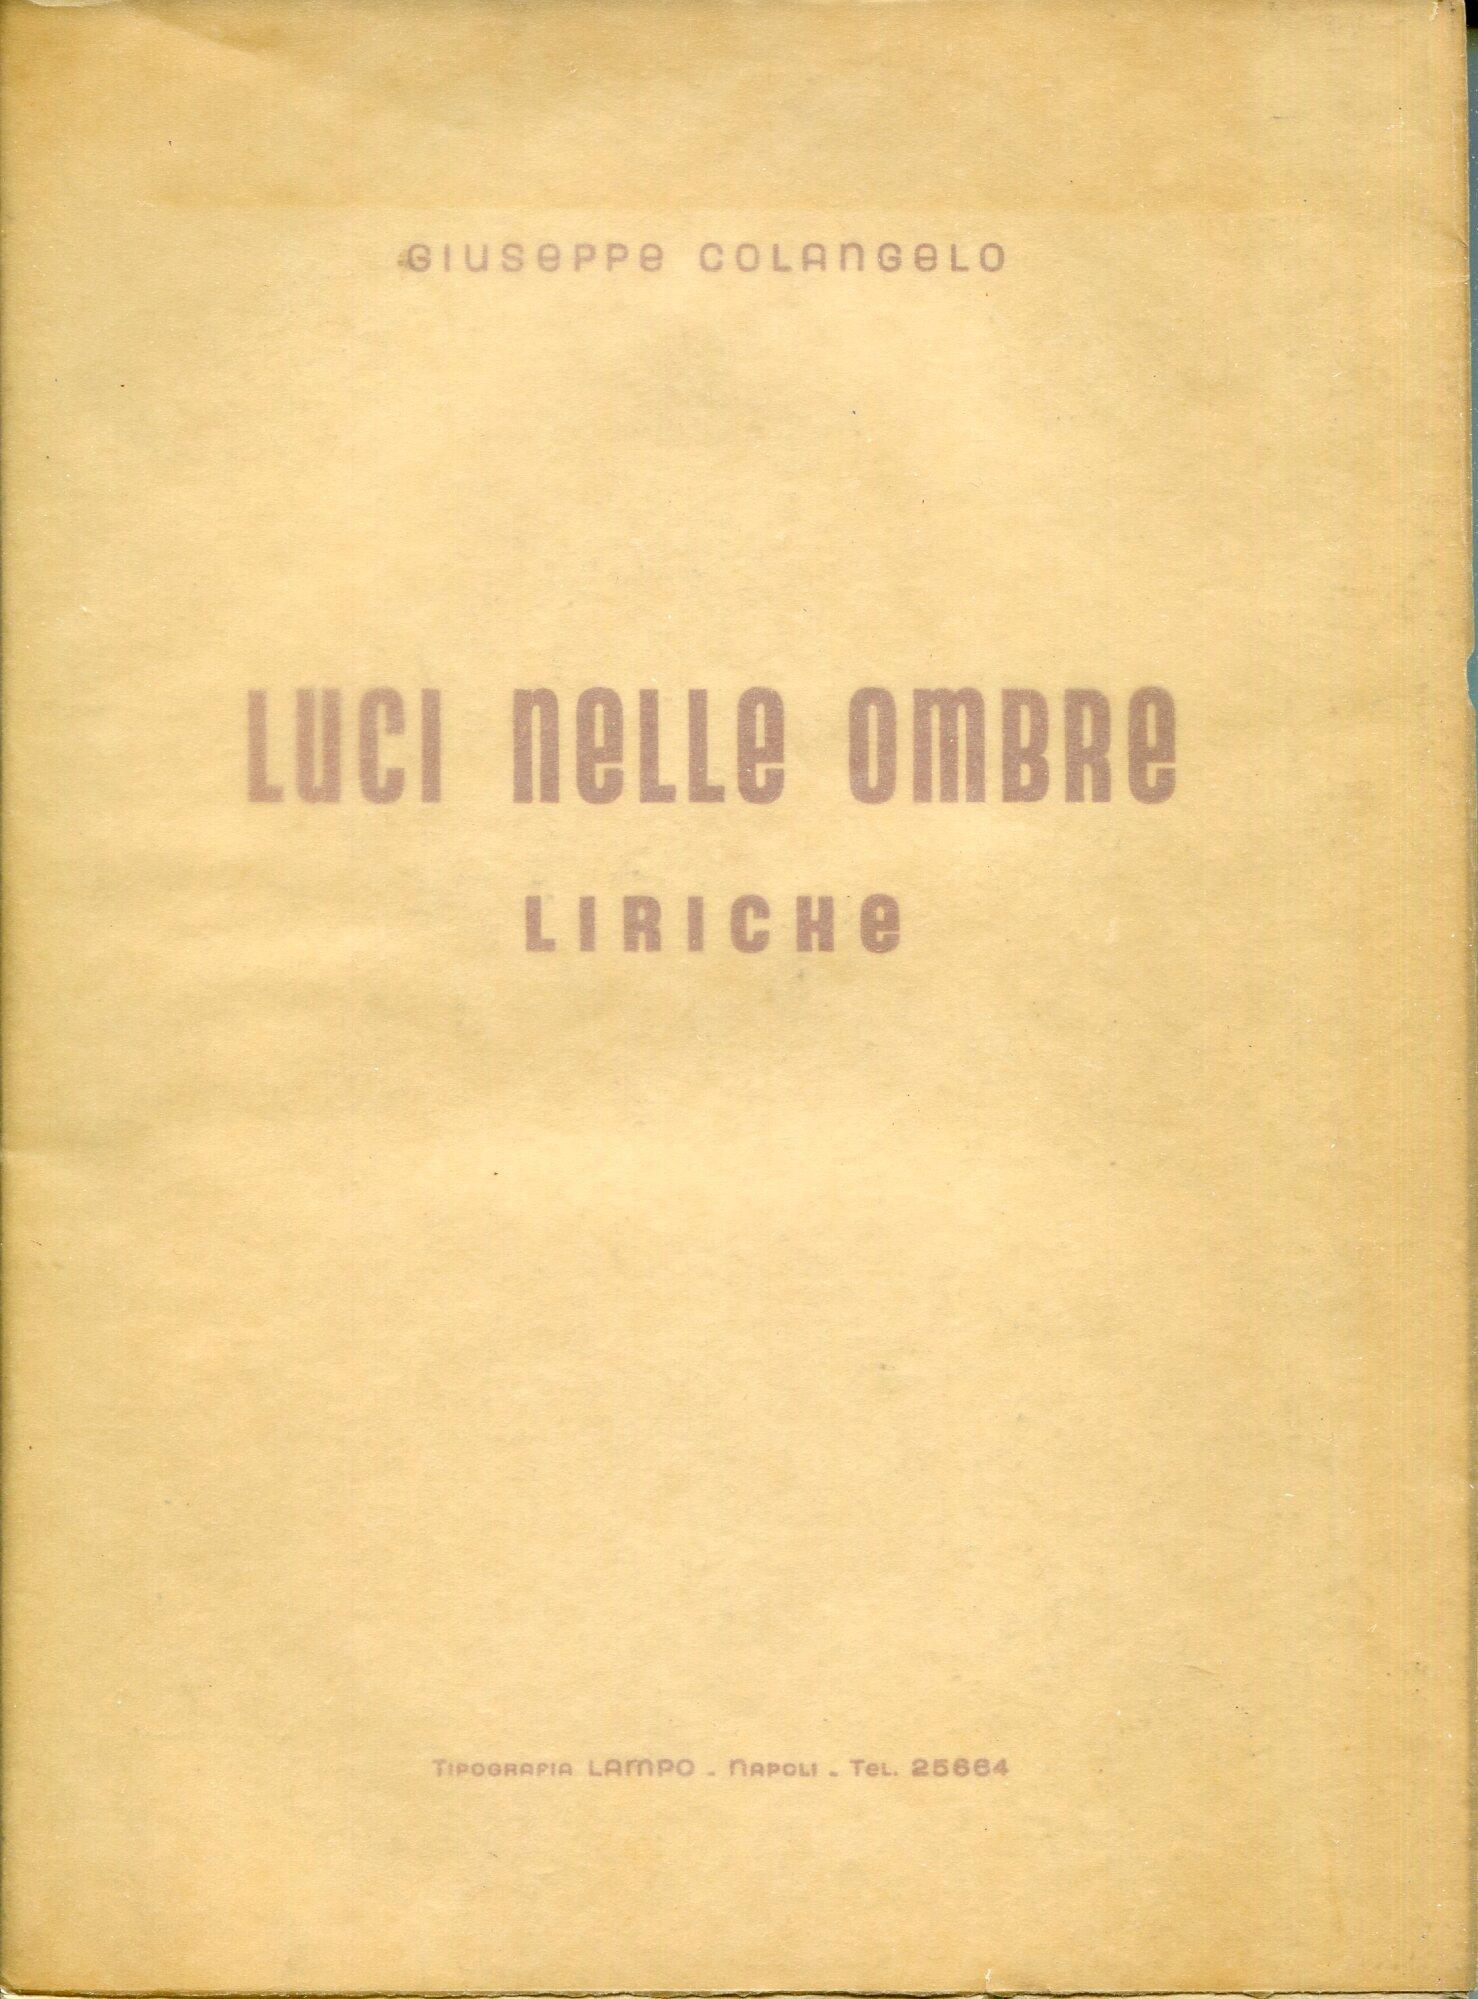 GIUSEPPE COLANGELO
LUCI NELLE OMBRE
LIRICHE
TIPOGRAFIA LAMPO - NAPOLI - TEL. 25664